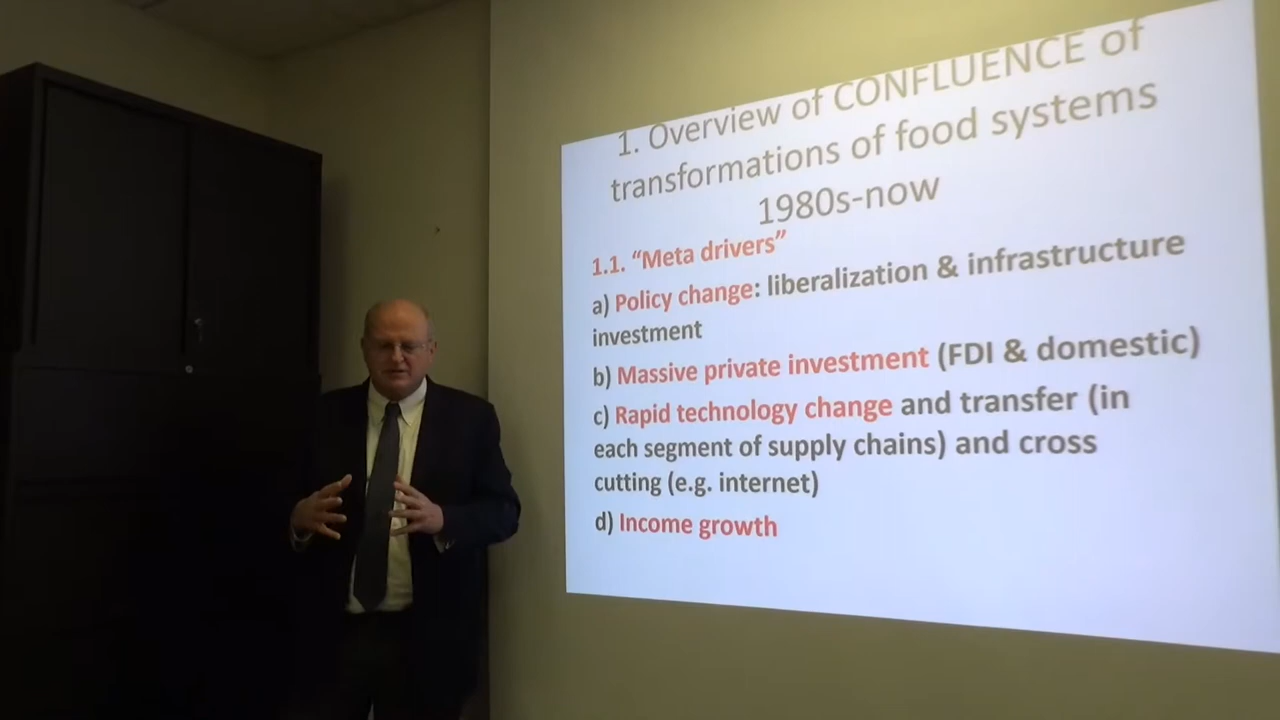 1. Overview of CONFLUENCE of
transformations of food systems
1980s-now
1.1. “Meta drivers”
a) Policy change: liberalization & infrastructure
investment
b) Massive private investment (FDI & domestic)
c) Rapid technology change and transfer (in
each segment of supply chains) and cross
cutting (e.g. internet)
d) Income growth